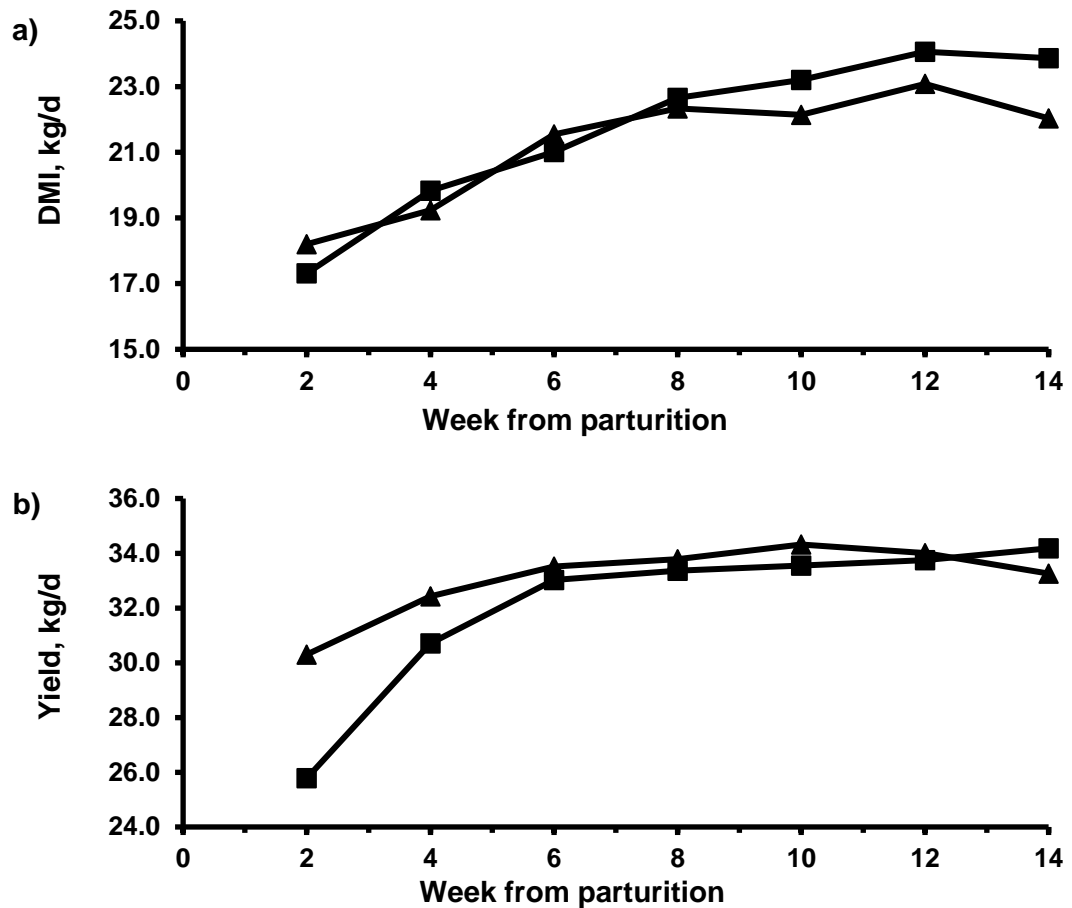 a)
DMI, kg/d
25.0
23.0
21.0
19.0
17.0
15.0
0 2 4 6 8 10 12 14
Week from parturition
b)
Yield, kg/d
36.0
34.0
32.0
30.0
28.0
26.0
24.0
0 2 4 6 8 10 12 14
Week from parturition